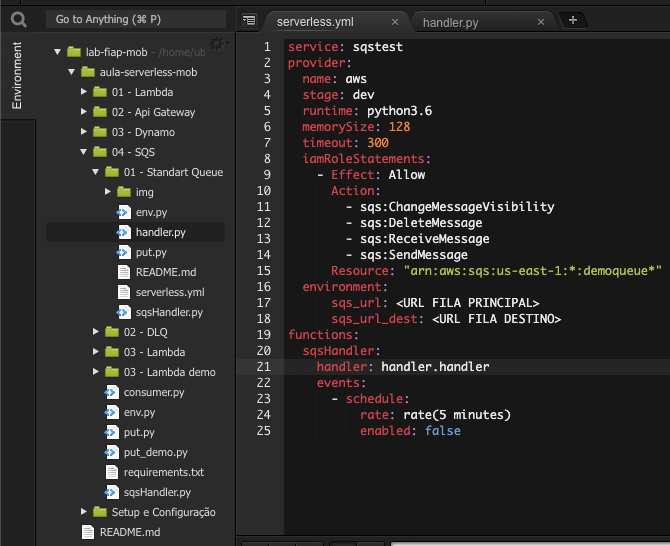 Go to Anything (⌘ P)
Environment
lab-fiap-mob - /home/ub
aula-serverless-mob
01 - Lambda
02 - Api Gateway
03 - Dynamo
04 - SQS
01 - Standart Queue
img
env.py
handler.py
put.py
README.md
serverless.yml
sqsHandler.py
02 - DLQ
03 - Lambda
03 - Lambda demo
consumer.py
env.py
put.py
put_demo.py
requirements.txt
sqsHandler.py
Setup e Configuração
README.md
serverless.yml
handler.py
1 service: sqstest
2 provider:
3   name: aws
4   stage: dev
5   runtime: python3.6
6   memorySize: 128
7   timeout: 300
8   iamRoleStatements:
9     - Effect: Allow
10       Action:
11         - sqs:ChangeMessageVisibility
12         - sqs:DeleteMessage
13         - sqs:ReceiveMessage
14         - sqs:SendMessage
15       Resource: "arn:aws:sqs:us-east-1:*:demoqueue*"
16   environment:
17       sqs_url: <URL FILA PRINCIPAL>
18       sqs_url_dest: <URL FILA DESTINO>
19 functions:
20   sqsHandler:
21     handler: handler.handler
22     events:
23       - schedule:
24           rate: rate(5 minutes)
25           enabled: false